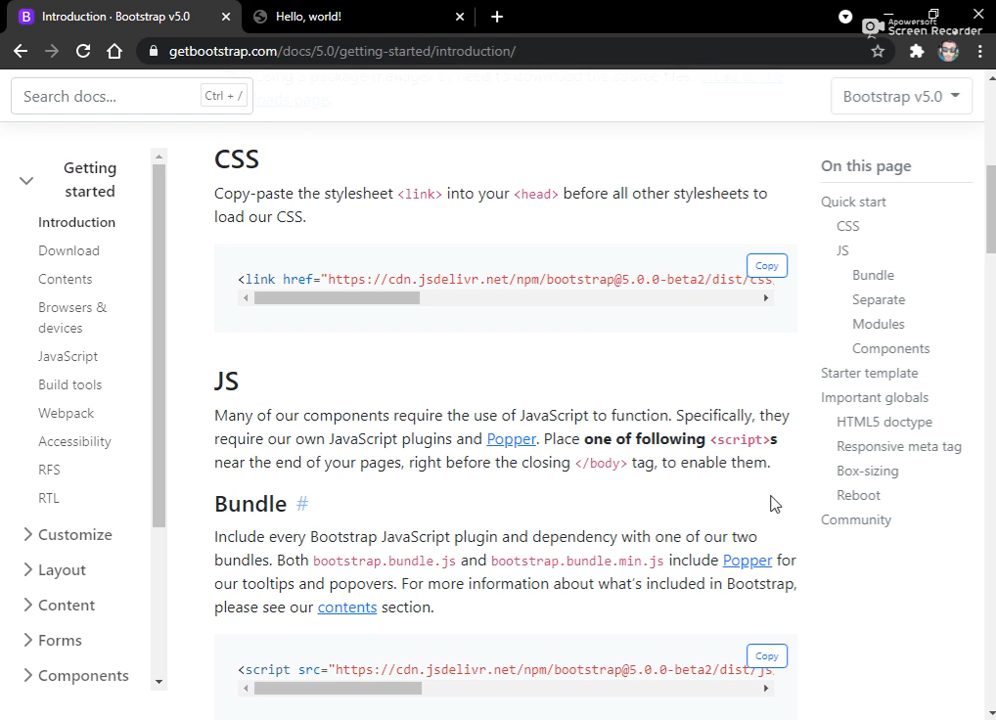 Introduction · Bootstrap v5.0
Hello, world!
Apowersoft
Screen Recorder
getbootstrap.com/docs/5.0/getting-started/introduction/
Search docs...
Ctrl + /
Bootstrap v5.0
Getting
started
Introduction
Download
Contents
Browsers &
devices
JavaScript
Build tools
Webpack
Accessibility
RFS
RTL
Customize
Layout
Content
Forms
Components
CSS
Copy-paste the stylesheet <link> into your <head> before all other stylesheets to
load our CSS.
Copy
<link href="https://cdn.jsdelivr.net/npm/bootstrap@5.0.0-beta2/dist/css
JS
Many of our components require the use of JavaScript to function. Specifically, they
require our own JavaScript plugins and Popper. Place one of following <script>s
near the end of your pages, right before the closing </body> tag, to enable them.
Bundle #
Include every Bootstrap JavaScript plugin and dependency with one of our two
bundles. Both bootstrap.bundle.js and bootstrap.bundle.min.js include Popper for
our tooltips and popovers. For more information about what's included in Bootstrap,
please see our contents section.
Copy
<script src="https://cdn.jsdelivr.net/npm/bootstrap@5.0.0-beta2/dist/js
On this page
Quick start
CSS
JS
Bundle
Separate
Modules
Components
Starter template
Important globals
HTML5 doctype
Responsive meta tag
Box-sizing
Reboot
Community